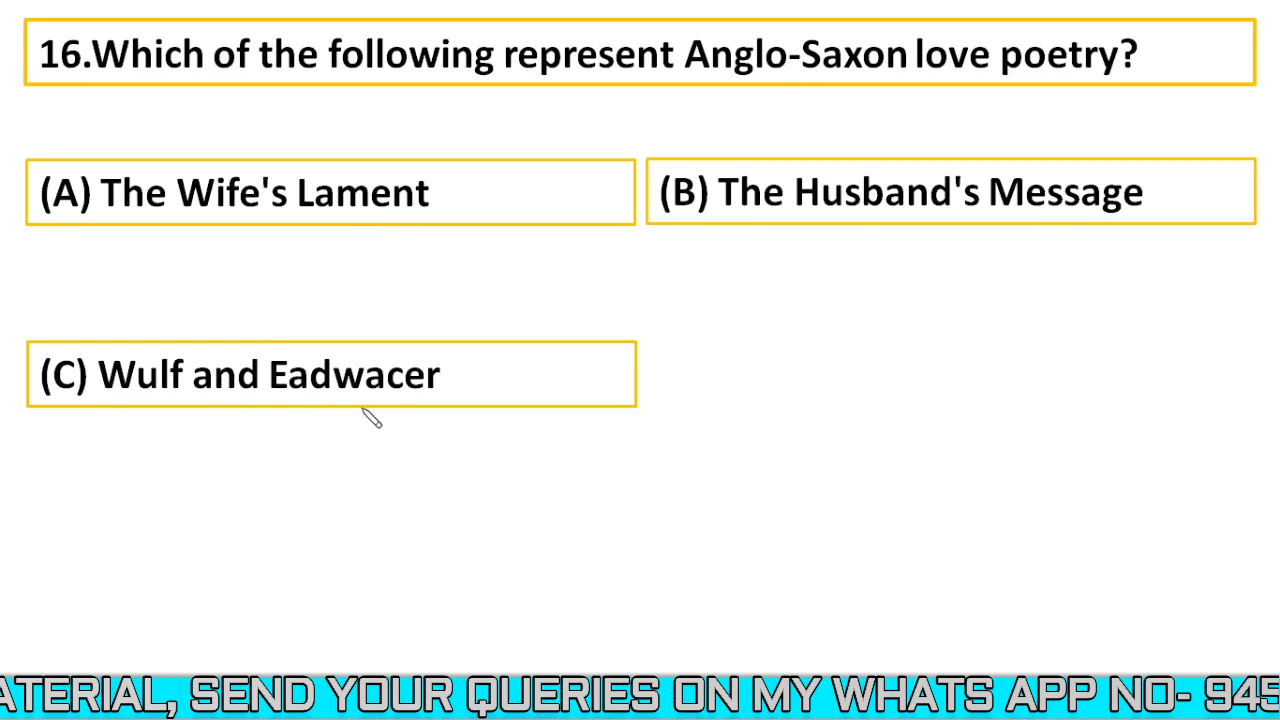 16.Which of the following represent Anglo-Saxon love poetry?
(A) The Wife's Lament
(B) The Husband's Message
(C) Wulf and Eadwacer
ATERIAL, SEND YOUR QUERIES ON MY WHATS APP NO- 945